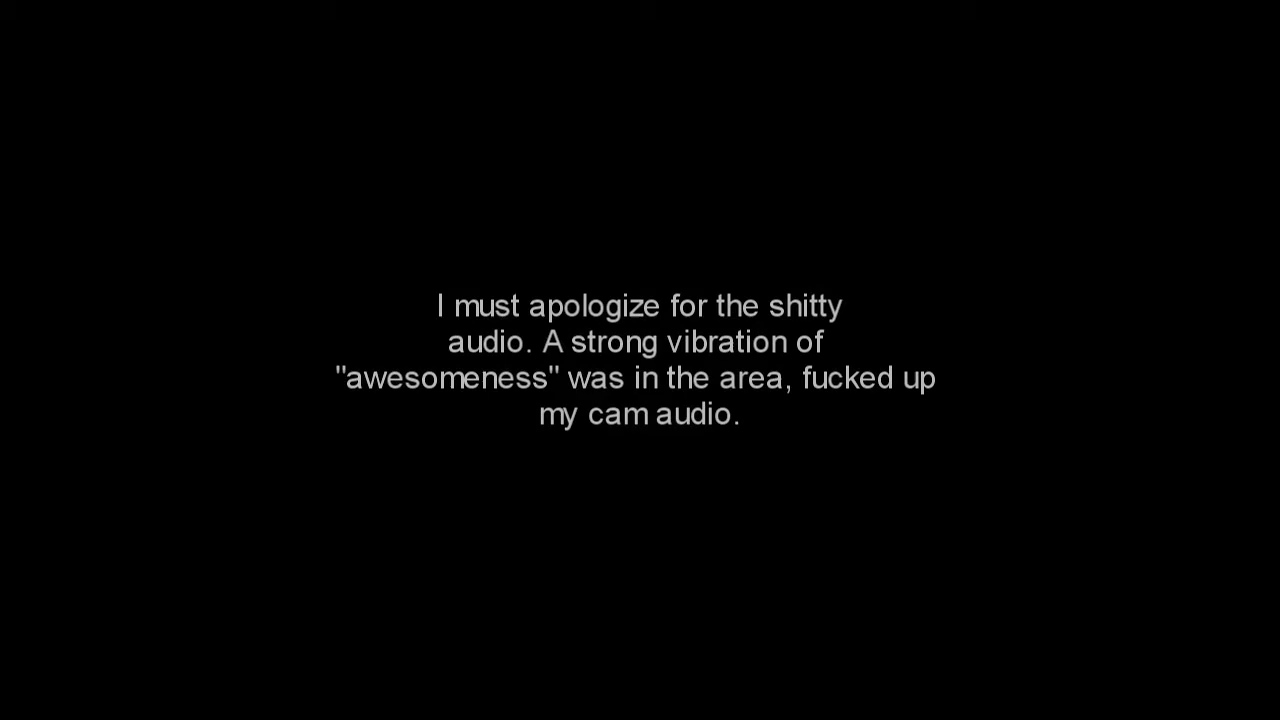 I must apologize for the shitty
audio. A strong vibration of
"awesomeness" was in the area, fucked up
my cam audio.